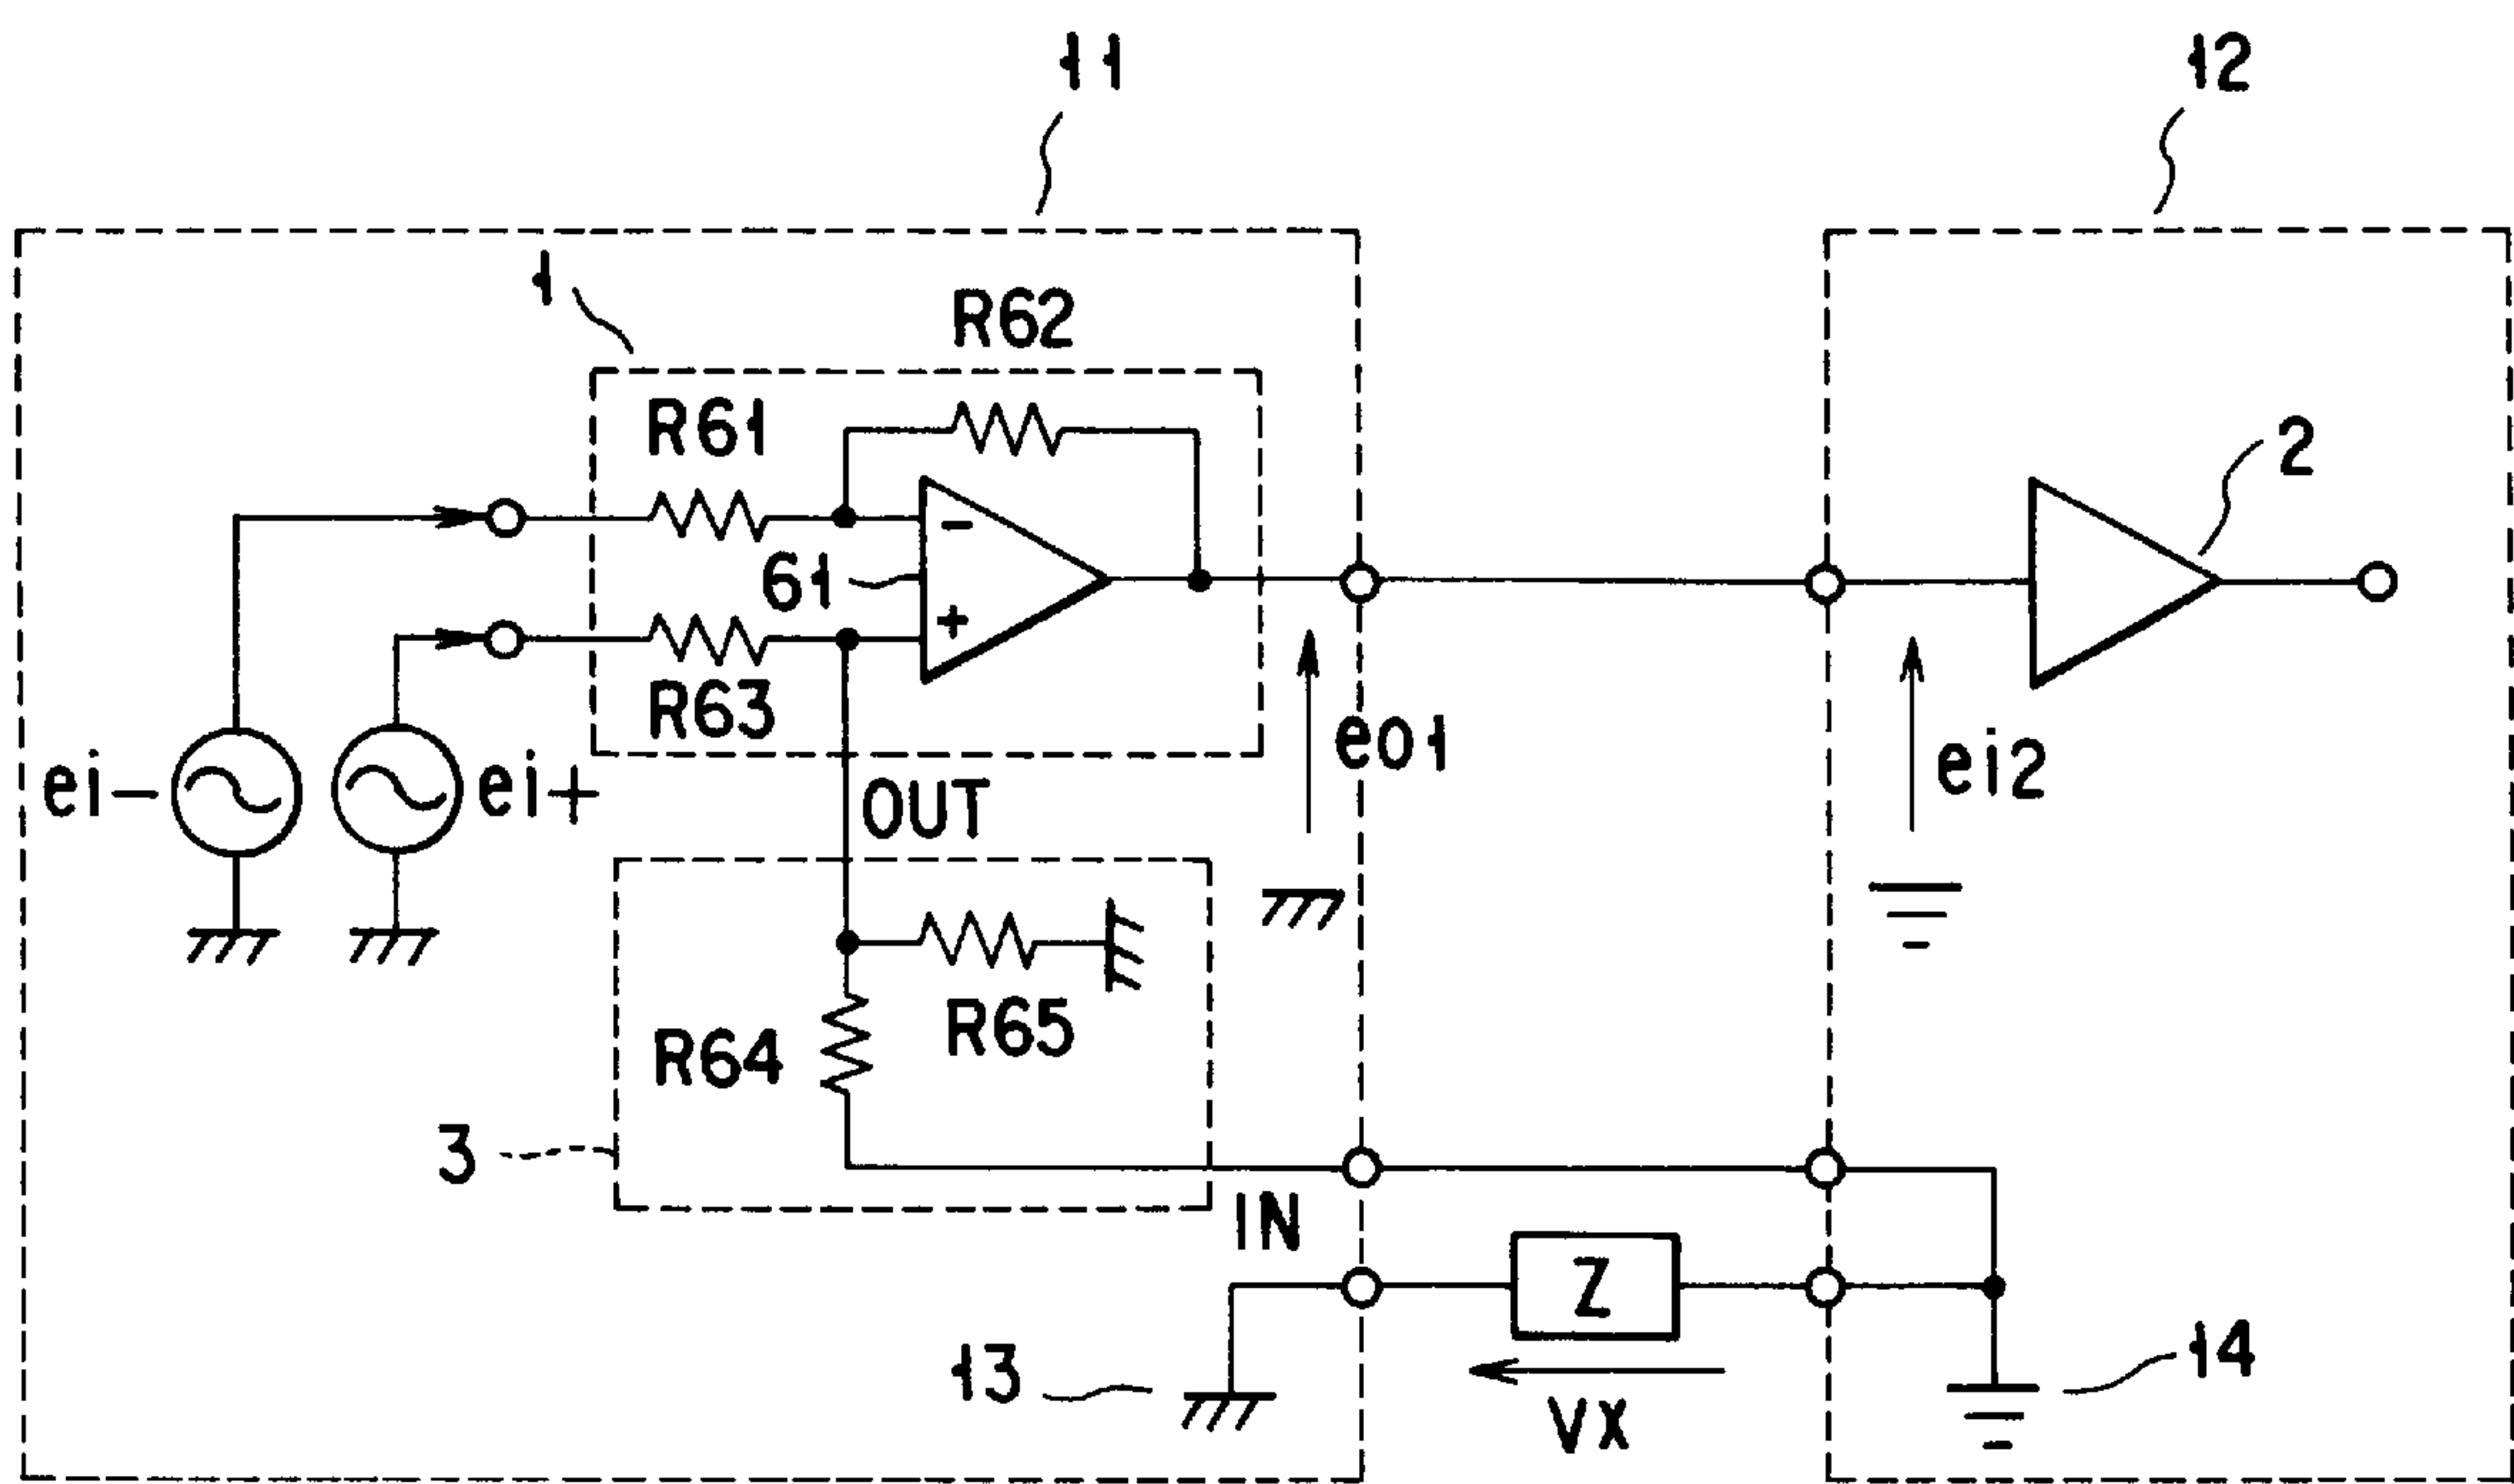 11
12
1
R62
R61
2
-
61
+
R63
eo1
ei2
ei-
ei+
OUT
R65
R64
3
IN
Z
13
14
VX